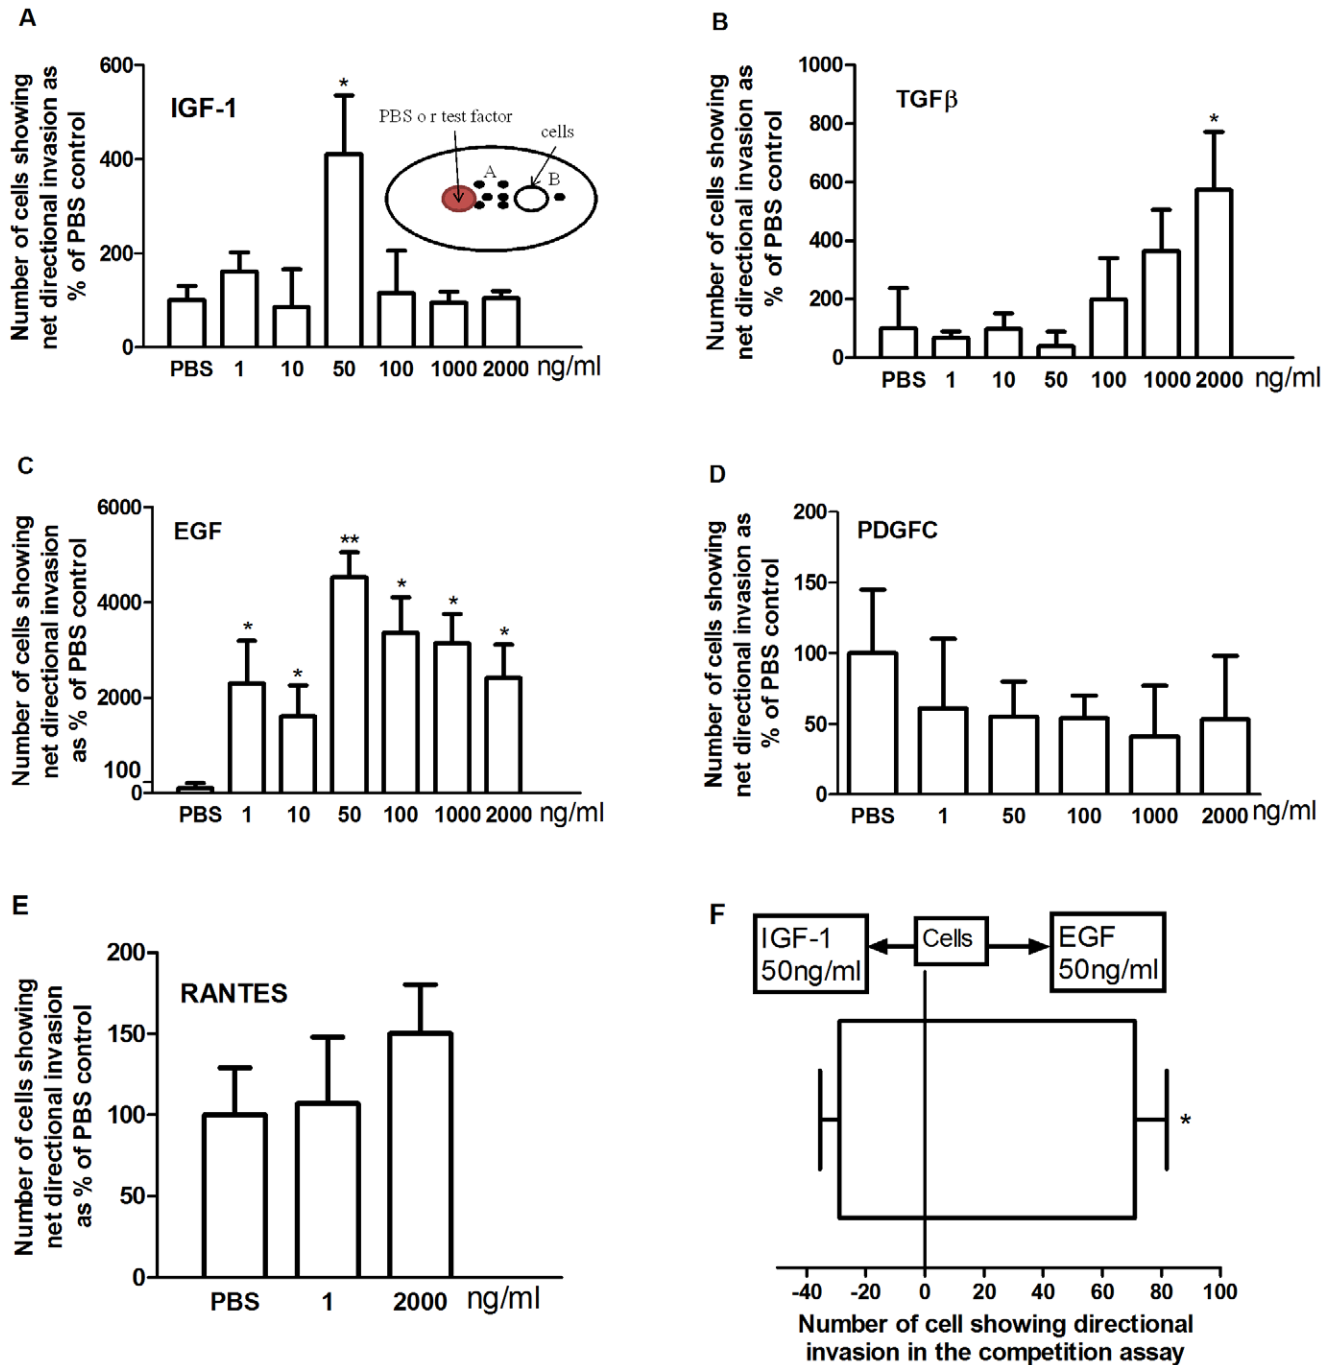 A
Number of cells showing
net directional invasion as
% of PBS control
600
400
200
0
IGF-1
*
PBS o r test factor
cells
A
B
PBS 1 10 50 100 1000 2000 ng/ml
B
Number of cells showing
net directional invasion as
% of PBS control
1000
800
600
400
200
0
TGFβ
*
PBS 1 10 50 100 1000 2000 ng/ml
C
Number of cells showing
net directional invasion
as % of PBS control
6000
4000
2000
100
0
EGF
* * ** * * *
PBS 1 10 50 100 1000 2000 ng/ml
D
Number of cells showing
net directional invasion as
% of PBS control
200
150
100
50
0
PDGFC
PBS 1 50 100 1000 2000 ng/ml
E
Number of cells showing
net directional invasion
as % of PBS control
200
150
100
50
0
RANTES
PBS 1 2000 ng/ml
F
IGF-1
50ng/ml
Cells
EGF
50ng/ml
*
-40 -20 0 20 40 60 80 100
Number of cell showing directional
invasion in the competition assay